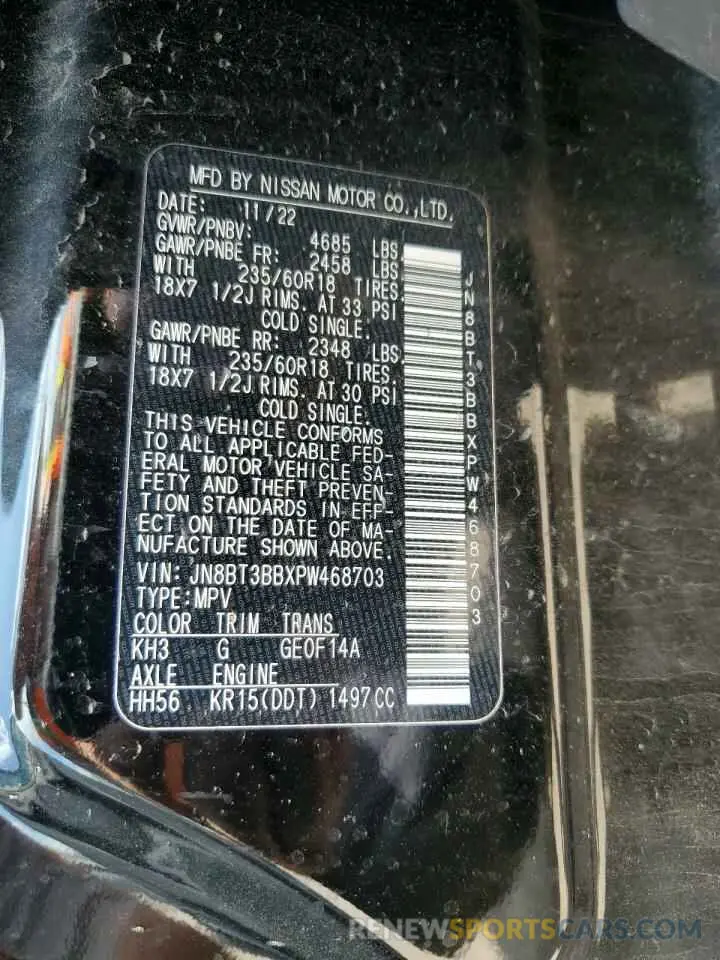 MFD BY NISSAN MOTOR CO.,LTD.
DATE: 11/22
GVWR/PNBV: 4685 LBS
GAWR/PNBE FR: 2458 LBS
WITH 235/60R18 TIRES.
18X7 1/2J RIMS. AT 33 PSI
COLD SINGLE.
GAWR/PNBE RR: 2348 LBS
WITH 235/60R18 TIRES.
18X7 1/2J RIMS. AT 30 PSI
COLD SINGLE.
THIS VEHICLE CONFORMS
TO ALL APPLICABLE FED-
ERAL MOTOR VEHICLE SA-
FETY AND THEFT PREVEN-
TION STANDARDS IN EFF-
ECT ON THE DATE OF MA-
NUFACTURE SHOWN ABOVE.
VIN: JN8BT3BBXPW468703
TYPE:MPV
COLOR TRIM TRANS
KH3 G GE0F14A
AXLE ENGINE
HH56 KR15(DDT) 1497CC
JN8BT3BBXPW468703
RENEWSPORTSCARS.COM